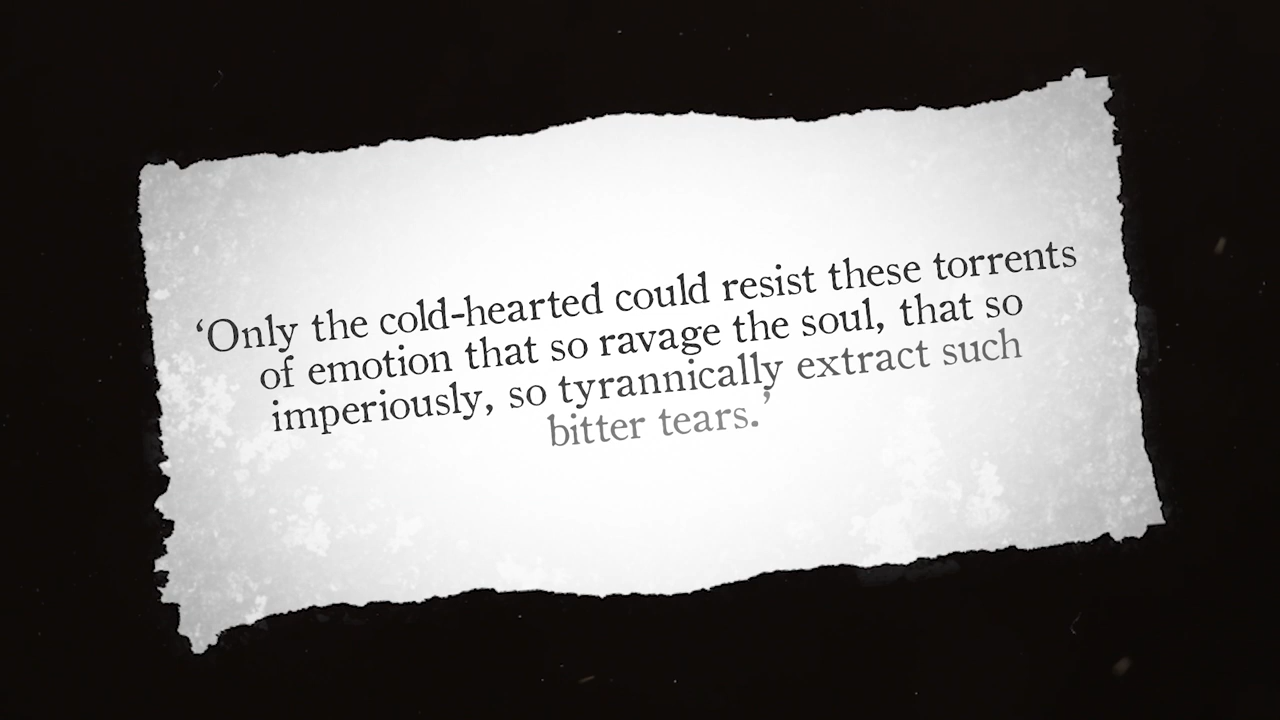 ‘Only the cold-hearted could resist these torrents
of emotion that so ravage the soul, that so
imperiously, so tyrannically extract such
bitter tears.’